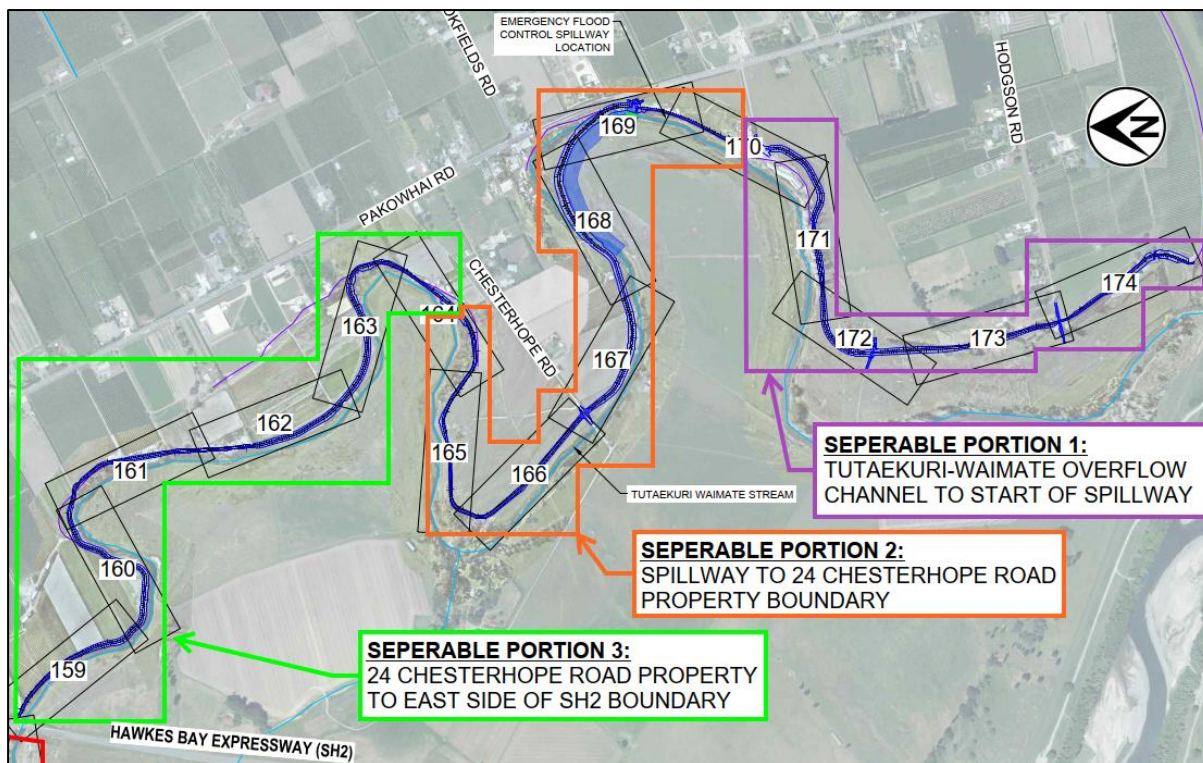 EMERGENCY FLOOD
CONTROL SPILLWAY
LOCATION
OKFIELDS RD
HODGSON RD
N
PAKOWHAI RD
CHESTERHOPE RD
169
170
168
171
174
163
164
167
172
173
162
161
165
166
160
159
TUTAEKURI WAIMATE STREAM
SEPERABLE PORTION 1:
TUTAEKURI-WAIMATE OVERFLOW
CHANNEL TO START OF SPILLWAY
SEPERABLE PORTION 2:
SPILLWAY TO 24 CHESTERHOPE ROAD
PROPERTY BOUNDARY
SEPERABLE PORTION 3:
24 CHESTERHOPE ROAD PROPERTY
TO EAST SIDE OF SH2 BOUNDARY
HAWKES BAY EXPRESSWAY (SH2)